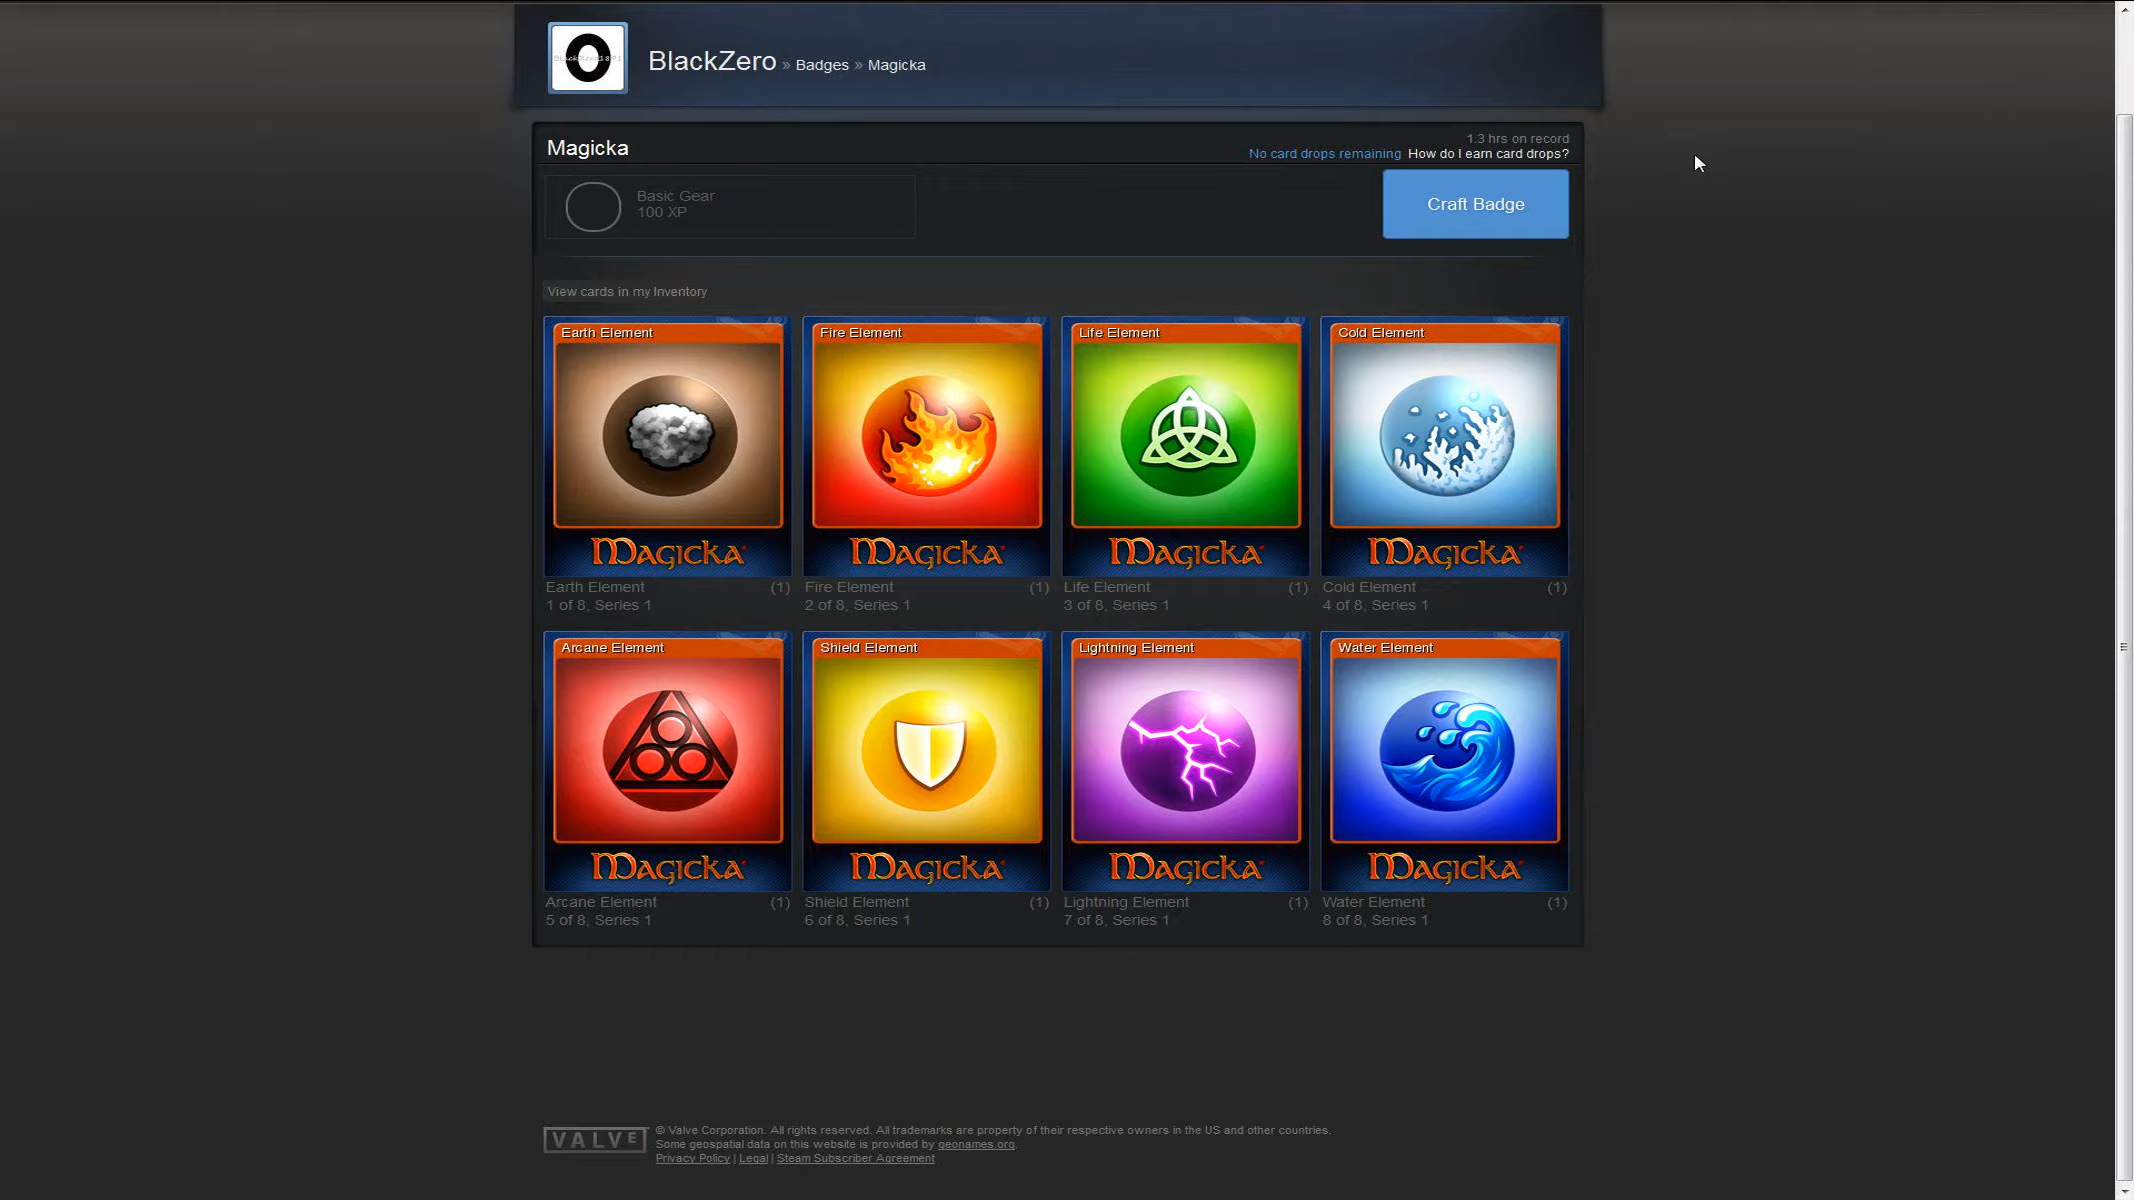 BlackZero » Badges » Magicka
Magicka
1.3 hrs on record
No card drops remaining How do I earn card drops?
Basic Gear
100 XP
Craft Badge
View cards in my Inventory
Earth Element Fire Element Life Element Cold Element
MAGICKA MAGICKA MAGICKA MAGICKA
Earth Element (1) Fire Element (1) Life Element (1) Cold Element (1)
1 of 8, Series 1 2 of 8, Series 1 3 of 8, Series 1 4 of 8, Series 1
Arcane Element Shield Element Lightning Element Water Element
MAGICKA MAGICKA MAGICKA MAGICKA
Arcane Element (1) Shield Element (1) Lightning Element (1) Water Element (1)
5 of 8, Series 1 6 of 8, Series 1 7 of 8, Series 1 8 of 8, Series 1
VALVE
© Valve Corporation. All rights reserved. All trademarks are property of their respective owners in the US and other countries.
Some geospatial data on this website is provided by geonames.org.
Privacy Policy | Legal | Steam Subscriber Agreement